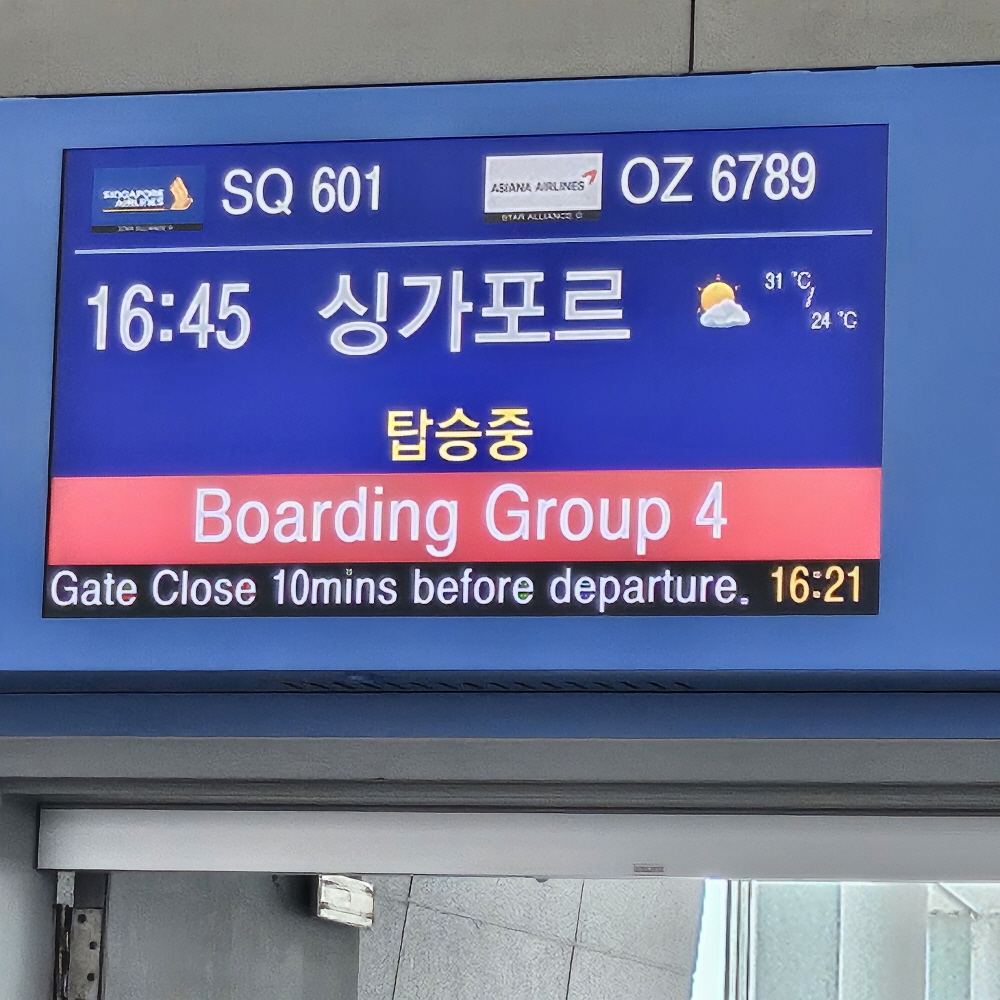 SINGAPORE AIRLINES SQ 601 ASIANA AIRLINES STAR ALLIANCE OZ 6789
16:45 싱가포르 31 °C/ 24 °C
탑승중
Boarding Group 4
Gate Close 10mins before departure. 16:21